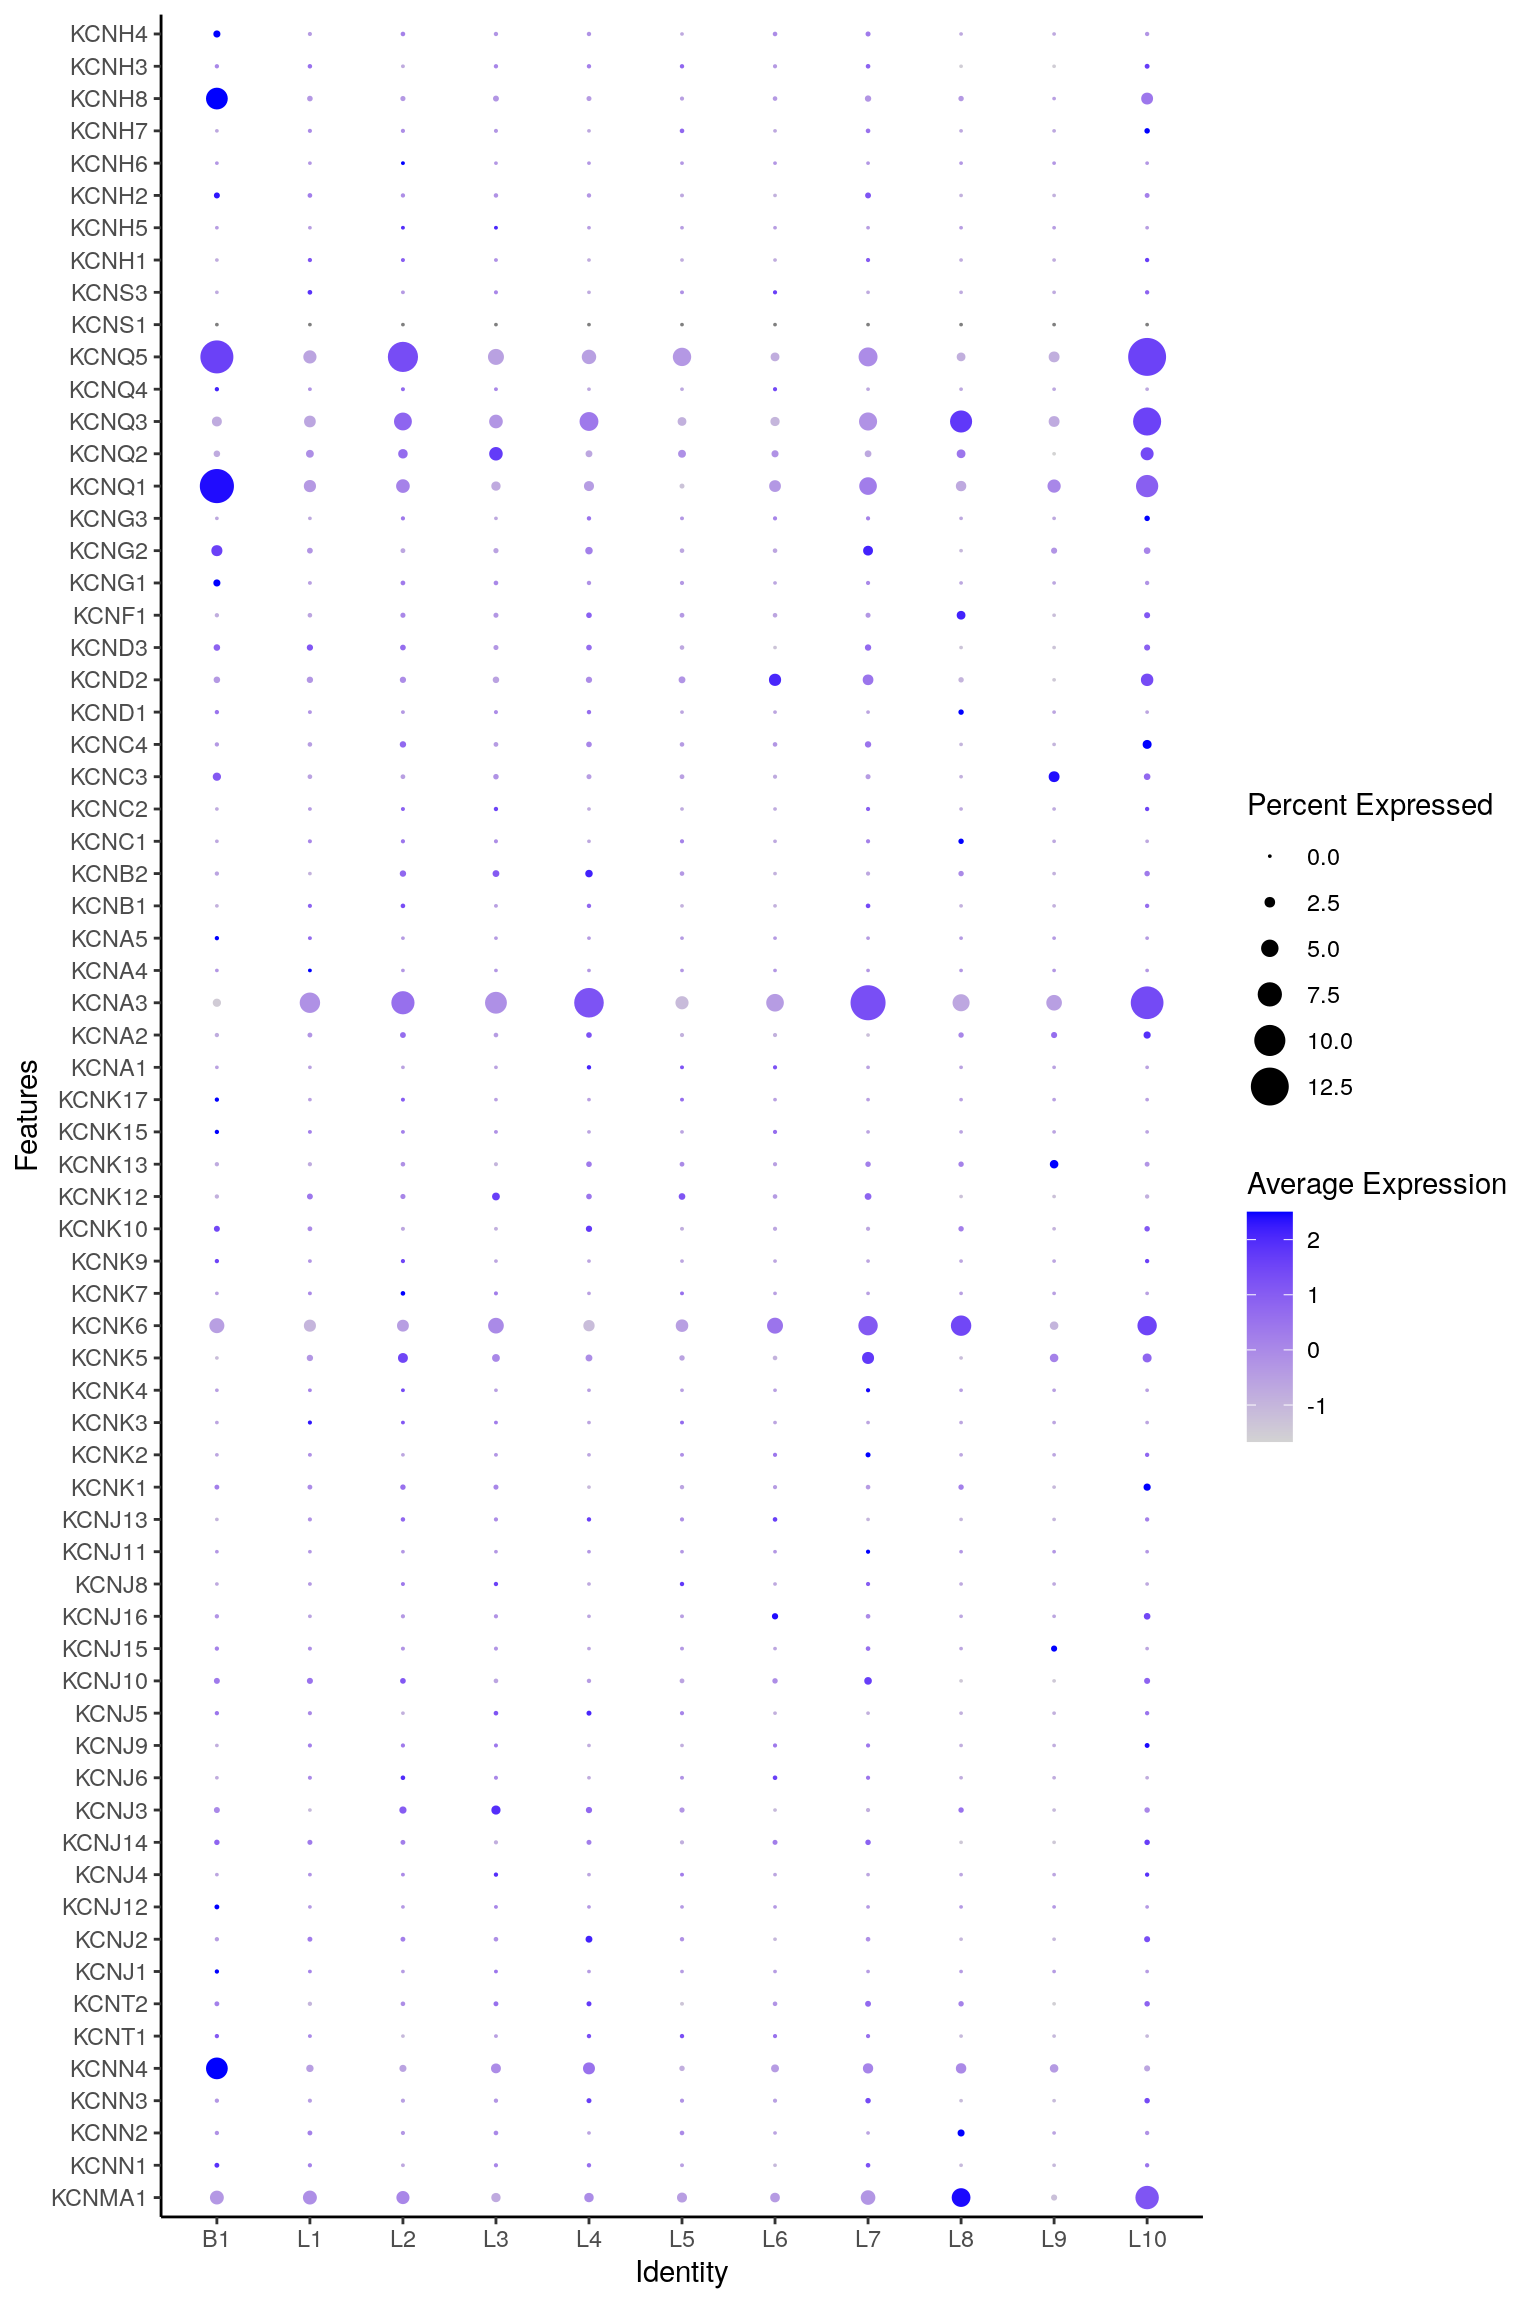 KCNH4
KCNH3
KCNH8
KCNH7
KCNH6
KCNH2
KCNH5
KCNH1
KCNS3
KCNS1
KCNQ5
KCNQ4
KCNQ3
KCNQ2
KCNQ1
KCNG3
KCNG2
KCNG1
KCNF1
KCND3
KCND2
KCND1
KCNC4
KCNC3
KCNC2
KCNC1
KCNB2
KCNB1
KCNA5
KCNA4
KCNA3
KCNA2
KCNA1
KCNK17
KCNK15
KCNK13
KCNK12
KCNK10
KCNK9
KCNK7
KCNK6
KCNK5
KCNK4
KCNK3
KCNK2
KCNK1
KCNJ13
KCNJ11
KCNJ8
KCNJ16
KCNJ15
KCNJ10
KCNJ5
KCNJ9
KCNJ6
KCNJ3
KCNJ14
KCNJ4
KCNJ12
KCNJ2
KCNJ1
KCNT2
KCNT1
KCNN4
KCNN3
KCNN2
KCNN1
KCNMA1
Features
B1 L1 L2 L3 L4 L5 L6 L7 L8 L9 L10
Identity
Percent Expressed
0.0
2.5
5.0
7.5
10.0
12.5
Average Expression
2
1
0
-1